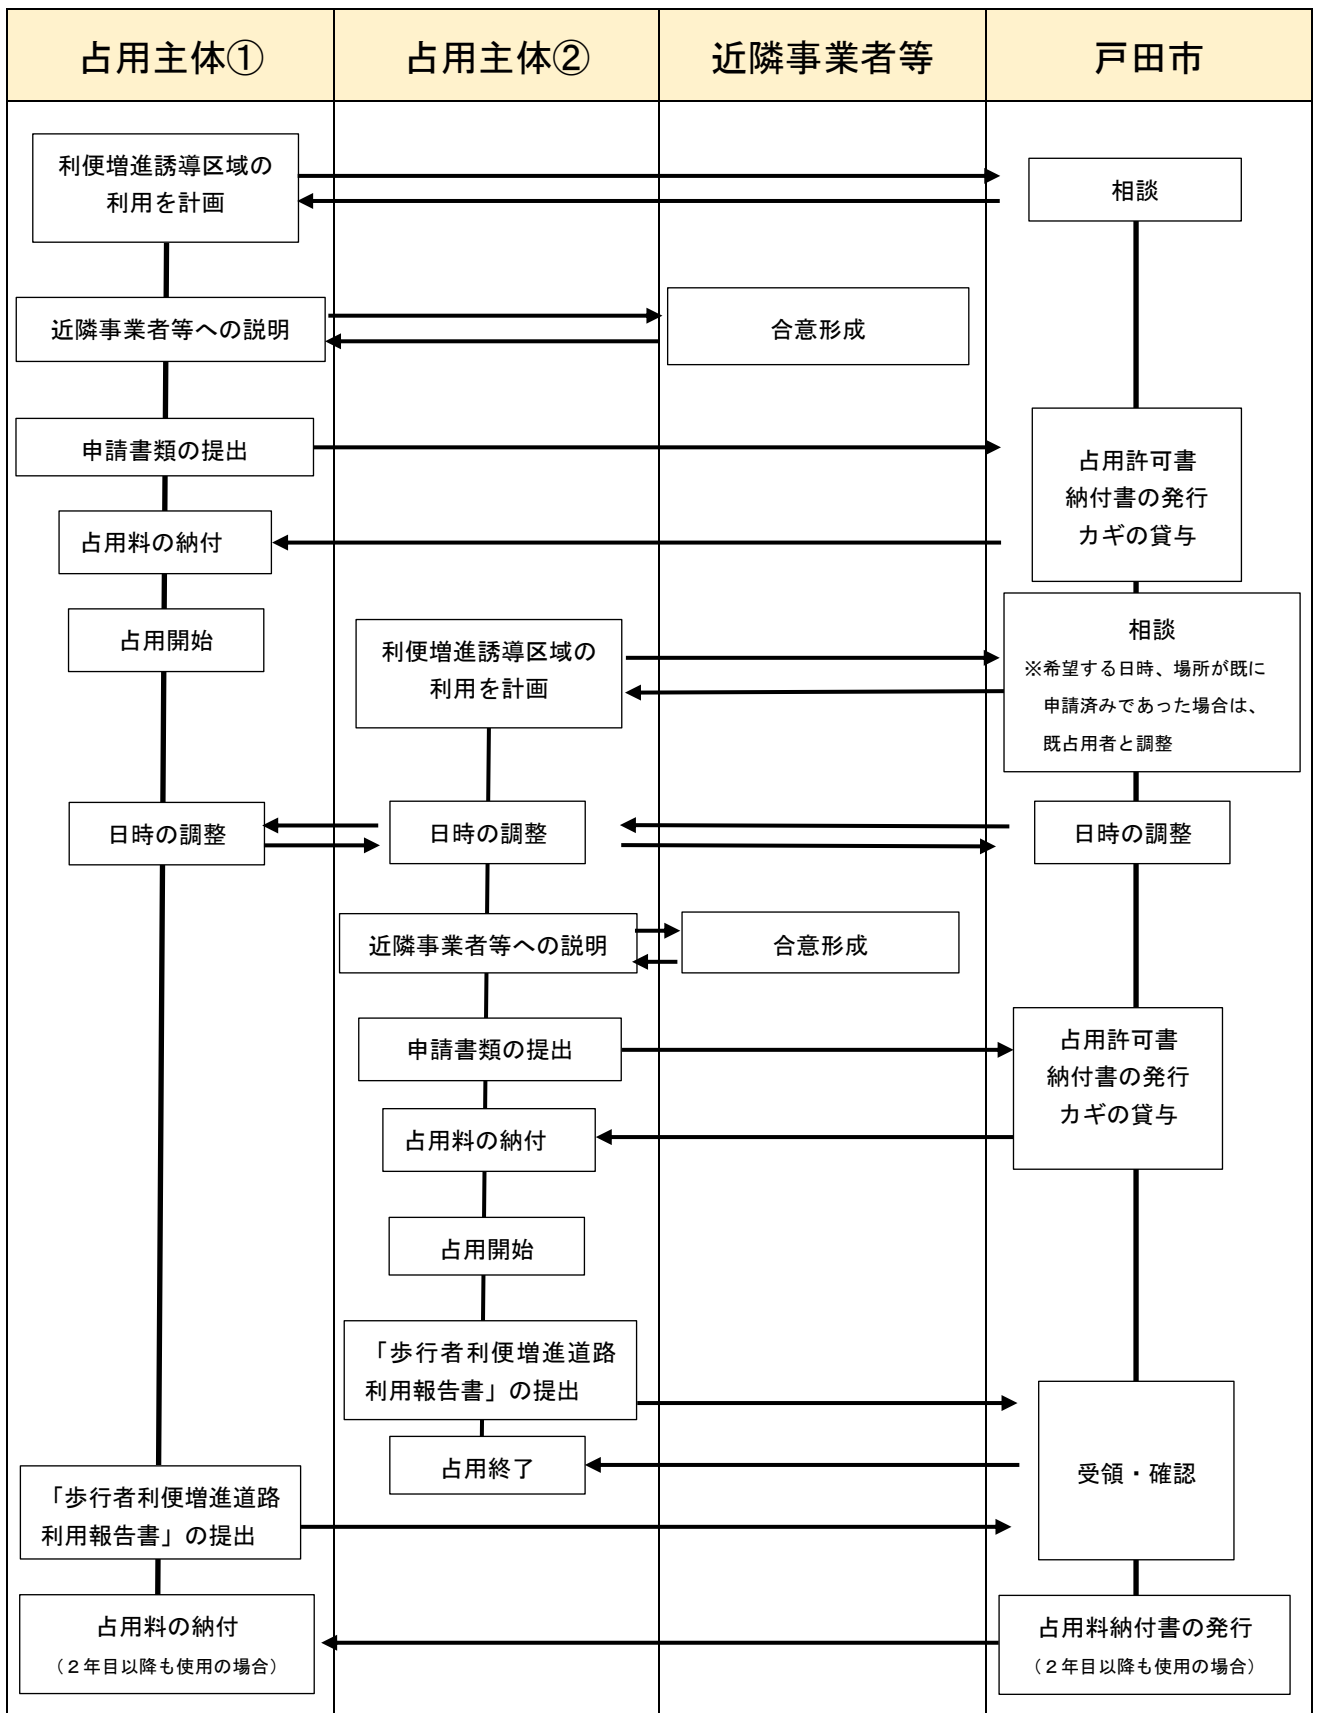 占用主体①
占用主体②
近隣事業者等
戸田市
利便増進誘導区域の
利用を計画
相談
近隣事業者等への説明
合意形成
申請書類の提出
占用許可書
納付書の発行
カギの貸与
占用料の納付
占用開始
利便増進誘導区域の
利用を計画
相談
※希望する日時、場所が既に
申請済みであった場合は、
既占用者と調整
日時の調整
日時の調整
日時の調整
近隣事業者等への説明
合意形成
申請書類の提出
占用許可書
納付書の発行
カギの貸与
占用料の納付
占用開始
「歩行者利便増進道路
利用報告書」の提出
占用終了
受領・確認
「歩行者利便増進道路
利用報告書」の提出
占用料の納付
（２年目以降も使用の場合）
占用料納付書の発行
（２年目以降も使用の場合）